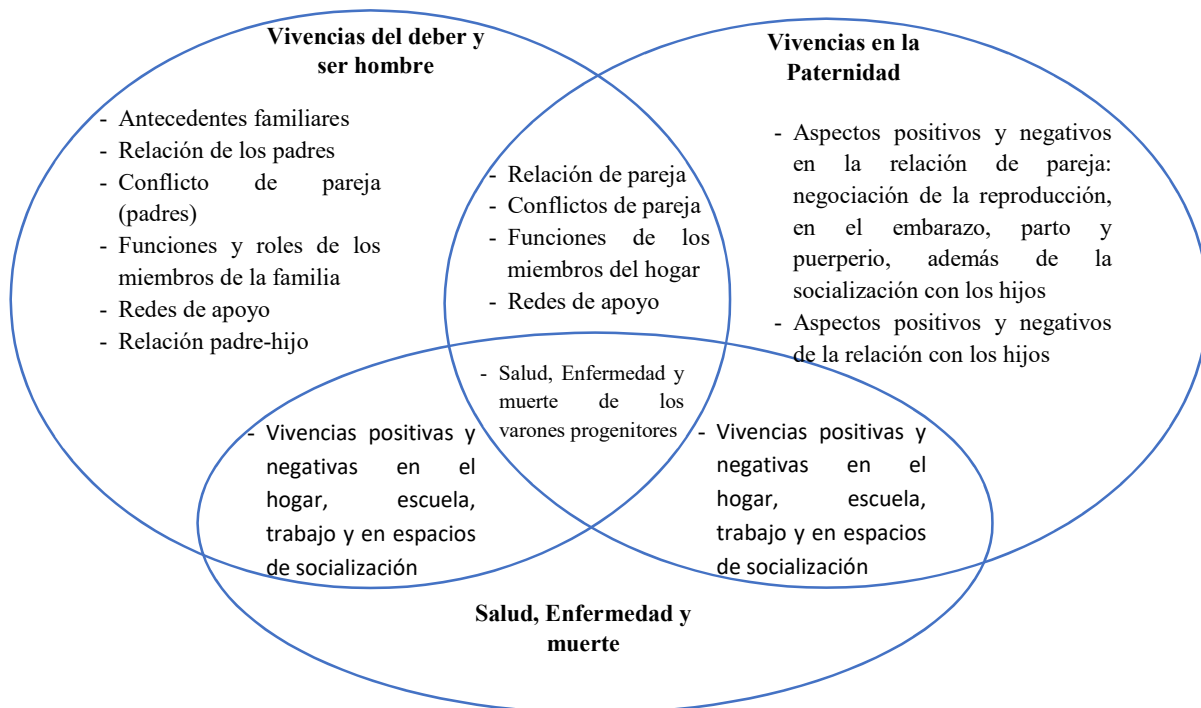 Vivencias del deber y
ser hombre
- Antecedentes familiares
- Relación de los padres
- Conflicto de pareja
(padres)
- Funciones y roles de los
miembros de la familia
- Redes de apoyo
- Relación padre-hijo
- Relación de pareja
- Conflictos de pareja
- Funciones de los
miembros del hogar
- Redes de apoyo
Vivencias en la
Paternidad
- Aspectos positivos y negativos
en la relación de pareja:
negociación de la reproducción,
en el embarazo, parto y
puerperio, además de la
socialización con los hijos
- Aspectos positivos y negativos
de la relación con los hijos
- Salud, Enfermedad y
muerte de los
varones progenitores
- Vivencias positivas y
negativas en el
hogar, escuela,
trabajo y en espacios
de socialización
- Vivencias positivas y
negativas en el
hogar, escuela,
trabajo y en espacios
de socialización
Salud, Enfermedad y
muerte